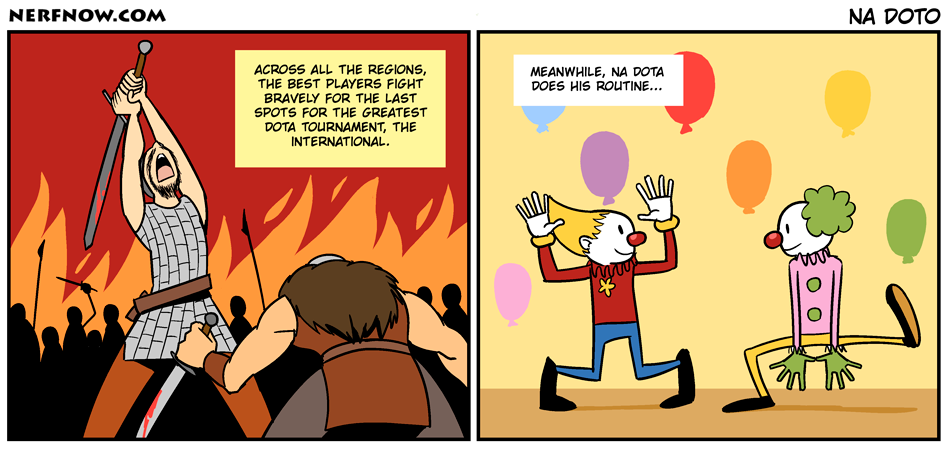 NERFNOW.COM
NA DOTO
ACROSS ALL THE REGIONS,
THE BEST PLAYERS FIGHT
BRAVELY FOR THE LAST
SPOTS FOR THE GREATEST
DOTA TOURNAMENT, THE
INTERNATIONAL.
MEANWHILE, NA DOTA
DOES HIS ROUTINE...